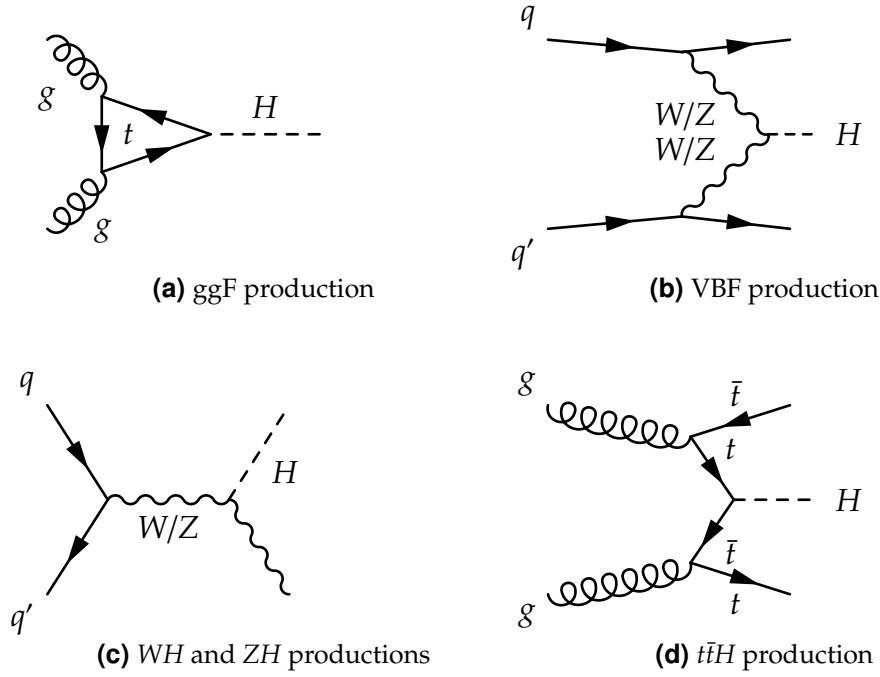 g
t
H
g
(a) ggF production
q
W/Z
W/Z
H
q′
(b) VBF production
q
H
W/Z
q′
(c) WH and ZH productions
g
t̄
t
H
t̄
g
t
(d) tt̄H production